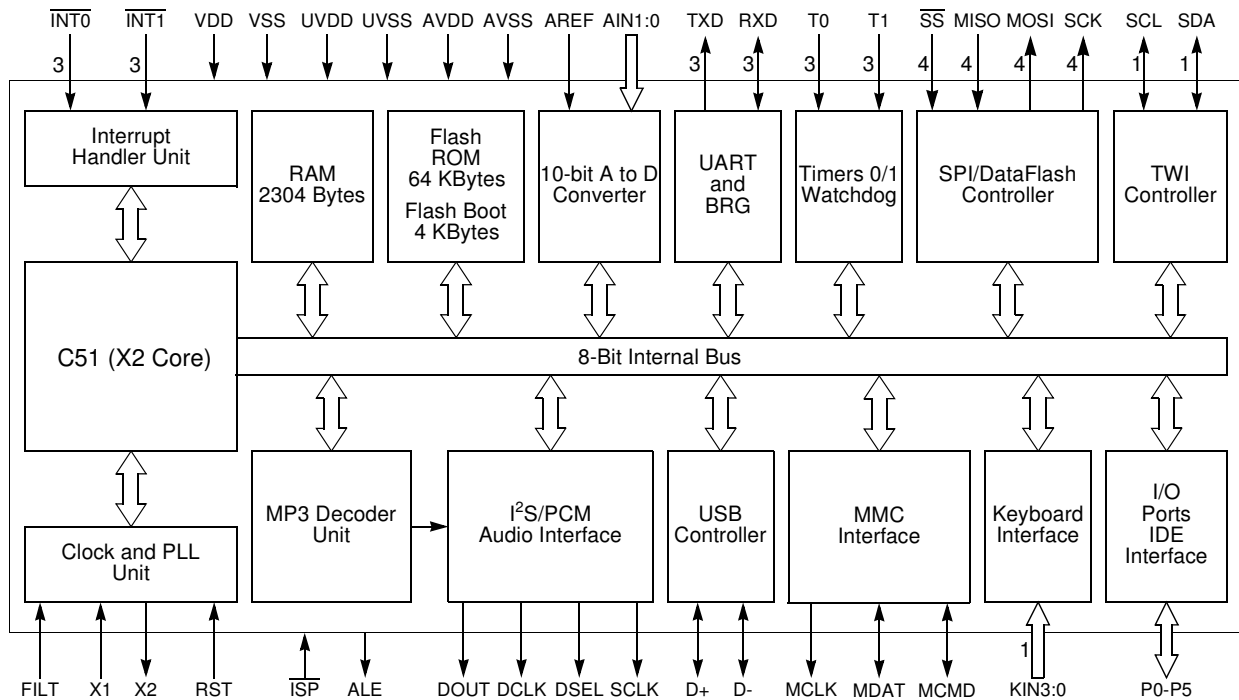 INT0 INT1 VDD VSS UVDD UVSS AVDD AVSS AREF AIN1:0 TXD RXD T0 T1 SS MISO MOSI SCK SCL SDA
3 3 3 3 3 3 4 4 4 4 1 1
Interrupt
Handler Unit
RAM
2304 Bytes
Flash
ROM
64 KBytes
Flash Boot
4 KBytes
10-bit A to D
Converter
UART
and
BRG
Timers 0/1
Watchdog
SPI/DataFlash
Controller
TWI
Controller
C51 (X2 Core)
8-Bit Internal Bus
Clock and PLL
Unit
MP3 Decoder
Unit
I²S/PCM
Audio Interface
USB
Controller
MMC
Interface
Keyboard
Interface
I/O
Ports
IDE
Interface
1
FILT X1 X2 RST ISP ALE DOUT DCLK DSEL SCLK D+ D- MCLK MDAT MCMD KIN3:0 P0-P5